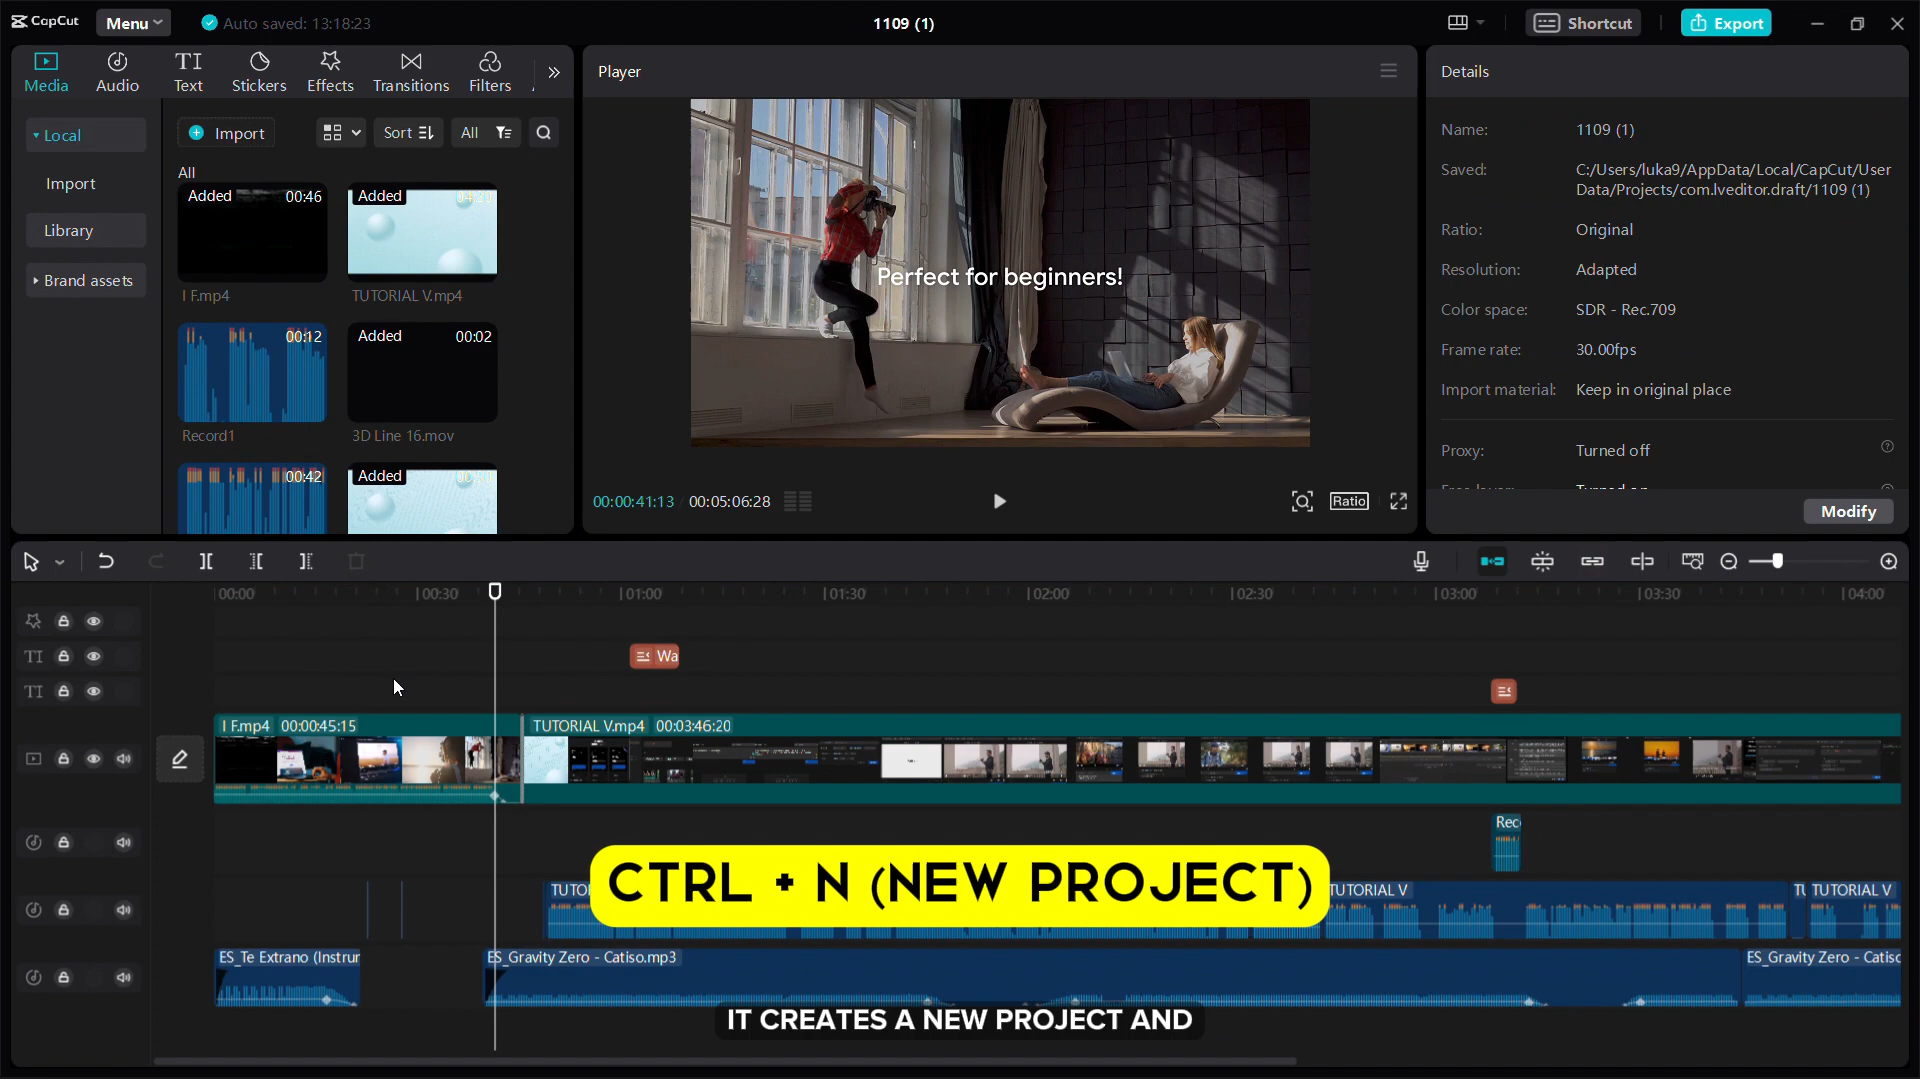 CapCut
Menu
Auto saved: 13:18:23
1109 (1)
Shortcut
Export
Media
Audio
Text
Stickers
Effects
Transitions
Filters
Local
Import
Library
Brand assets
Import
Sort
All
All
Added 00:46
I F.mp4
Added
TUTORIAL V.mp4
00:12
Record1
Added 00:02
3D Line 16.mov
00:42
Added
Player
Perfect for beginners!
00:00:41:13 / 00:05:06:28
Ratio
Details
Name: 1109 (1)
Saved: C:/Users/luka9/AppData/Local/CapCut/User
Data/Projects/com.lveditor.draft/1109 (1)
Ratio: Original
Resolution: Adapted
Color space: SDR - Rec.709
Frame rate: 30.00fps
Import material: Keep in original place
Proxy: Turned off
Modify
00:00 00:30 01:00 01:30 02:00 02:30 03:00 03:30 04:00
Wa
I F.mp4 00:00:45:15
TUTORIAL V.mp4 00:03:46:20
Rec
CTRL + N (NEW PROJECT)
TUTO
TUTORIAL V
TU
TUTORIAL V
ES_Te Extrano (Instrur
ES_Gravity Zero - Catiso.mp3
ES_Gravity Zero - Catisc
IT CREATES A NEW PROJECT AND